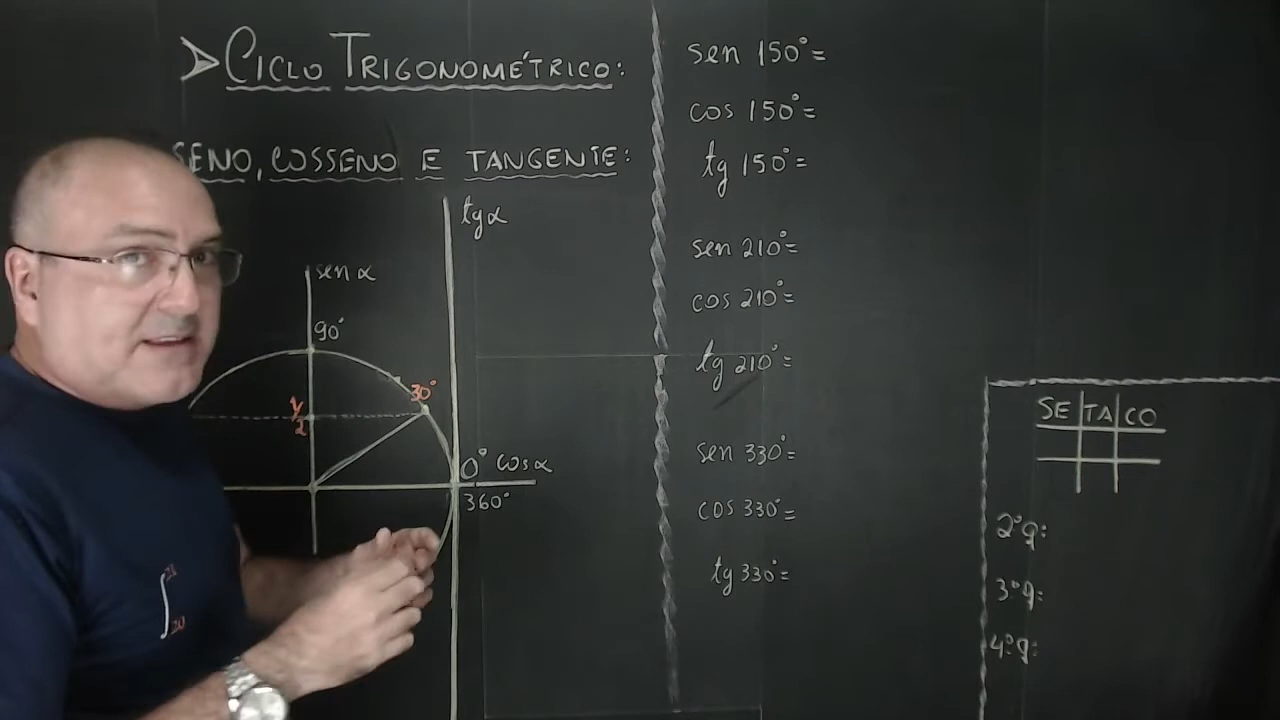 ➤ CICLO TRIGONOMÉTRICO:
SENO, COSSENO E TANGENTE:
tg α
sen α
90°
30°
1/2
0° cos α
360°
sen 150°=
cos 150°=
tg 150°=
sen 210°=
cos 210°=
tg 210°=
sen 330°=
cos 330°=
tg 330°=
SE TA CO
2°q:
3°q:
4°q: